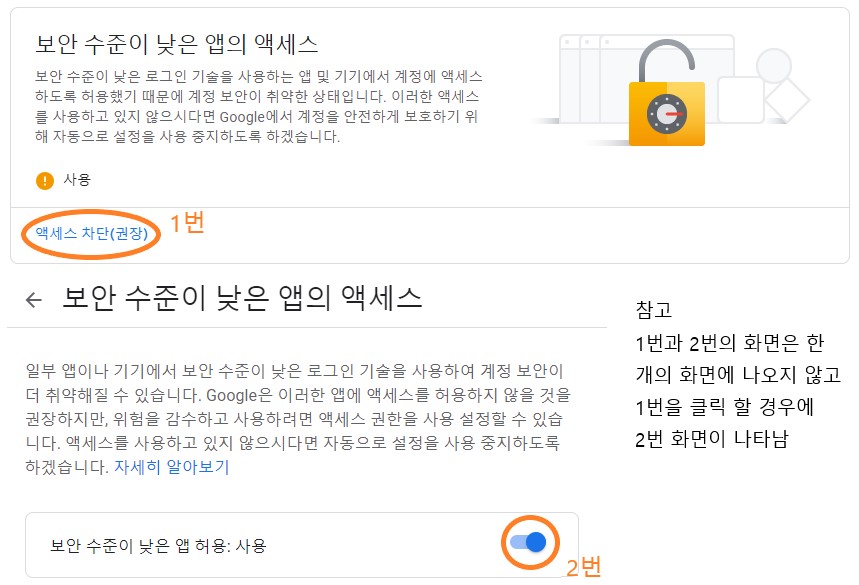 보안 수준이 낮은 앱의 액세스
보안 수준이 낮은 로그인 기술을 사용하는 앱 및 기기에서 계정에 액세스
하도록 허용했기 때문에 계정 보안이 취약한 상태입니다. 이러한 액세스
를 사용하고 있지 않으시다면 Google에서 계정을 안전하게 보호하기 위
해 자동으로 설정을 사용 중지하도록 하겠습니다.
사용
액세스 차단(권장)
1번
보안 수준이 낮은 앱의 액세스
일부 앱이나 기기에서 보안 수준이 낮은 로그인 기술을 사용하여 계정 보안이
더 취약해질 수 있습니다. Google은 이러한 앱에 액세스를 허용하지 않을 것을
권장하지만, 위험을 감수하고 사용하려면 액세스 권한을 사용 설정할 수 있습
니다. 액세스를 사용하고 있지 않으시다면 자동으로 설정을 사용 중지하도록
하겠습니다. 자세히 알아보기
보안 수준이 낮은 앱 허용: 사용
2번
참고
1번과 2번의 화면은 한
개의 화면에 나오지 않고
1번을 클릭 할 경우에
2번 화면이 나타남